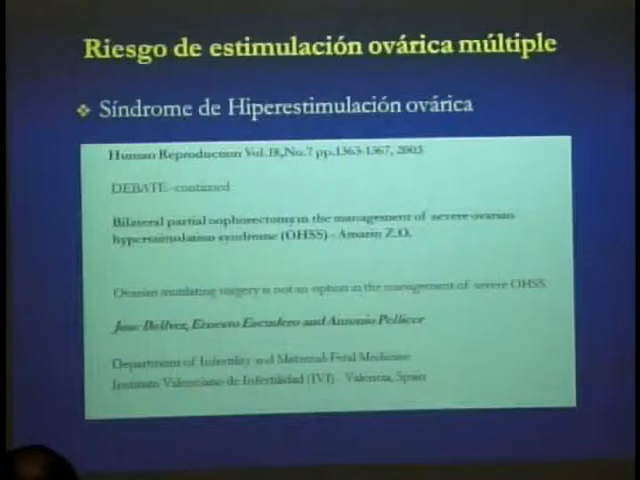 Riesgo de estimulación ovárica múltiple
❖ Síndrome de Hiperestimulación ovárica
Human Reproduction Vol.18,No.7 pp.1363-1367, 2003
DEBATE-continued
Bilateral partial oophorectomy in the management of severe ovarian
hyperstimulation syndrome (OHSS) - Amarin Z.O.
Ovarian mutilating surgery is not an option in the management of severe OHSS
Jose Bellver, Ernesto Escudero and Antonio Pellicer
Department of Infertility and Maternal-Fetal Medicine
Instituto Valenciano de Infertilidad (IVI) - Valencia, Spain